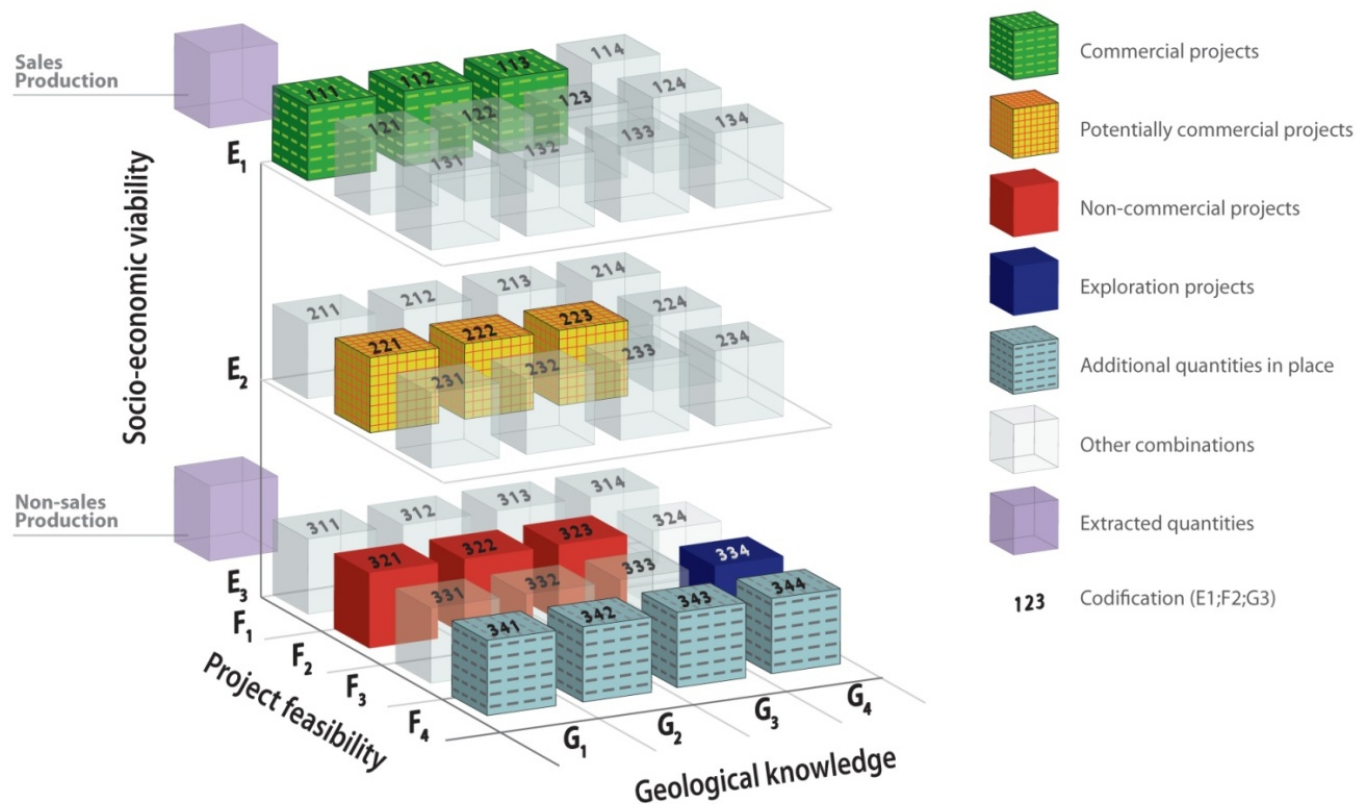 Sales
Production
Socio-economic viability
E1
E2
E3
111
112
113
114
121
122
123
124
131
132
133
134
211
212
213
214
221
222
223
224
231
232
233
234
Non-sales
Production
311
312
313
314
321
322
323
324
331
332
333
334
341
342
343
344
F1
F2
F3
F4
Project feasibility
G1
G2
G3
G4
Geological knowledge
Commercial projects
Potentially commercial projects
Non-commercial projects
Exploration projects
Additional quantities in place
Other combinations
Extracted quantities
123 Codification (E1;F2;G3)